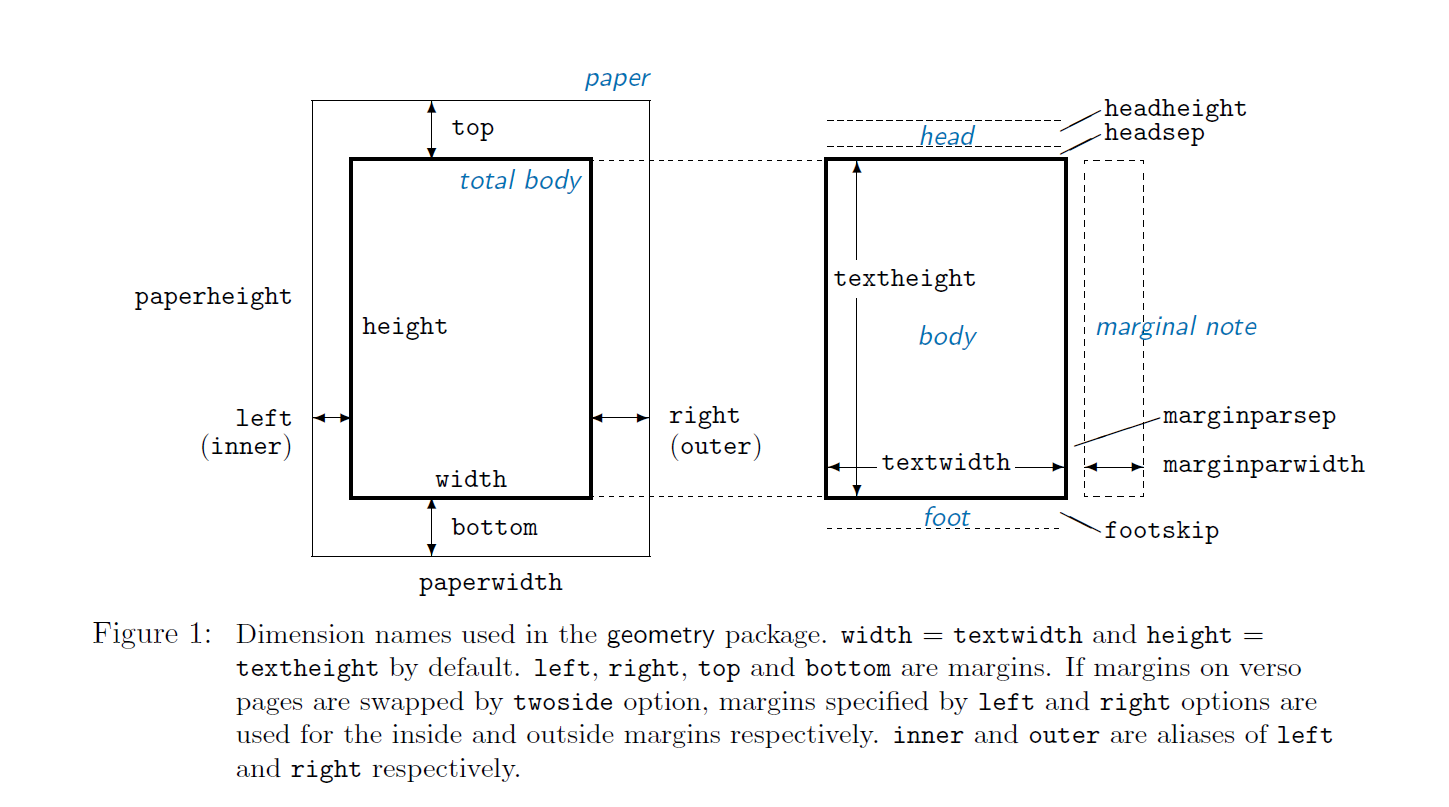 paper
top
total body
paperheight
height
left
(inner)
right
(outer)
width
bottom
paperwidth
headheight
head
headsep
textheight
body
marginal note
marginparsep
textwidth
marginparwidth
foot
footskip
Figure 1: Dimension names used in the geometry package. width = textwidth and height =
textheight by default. left, right, top and bottom are margins. If margins on verso
pages are swapped by twoside option, margins specified by left and right options are
used for the inside and outside margins respectively. inner and outer are aliases of left
and right respectively.